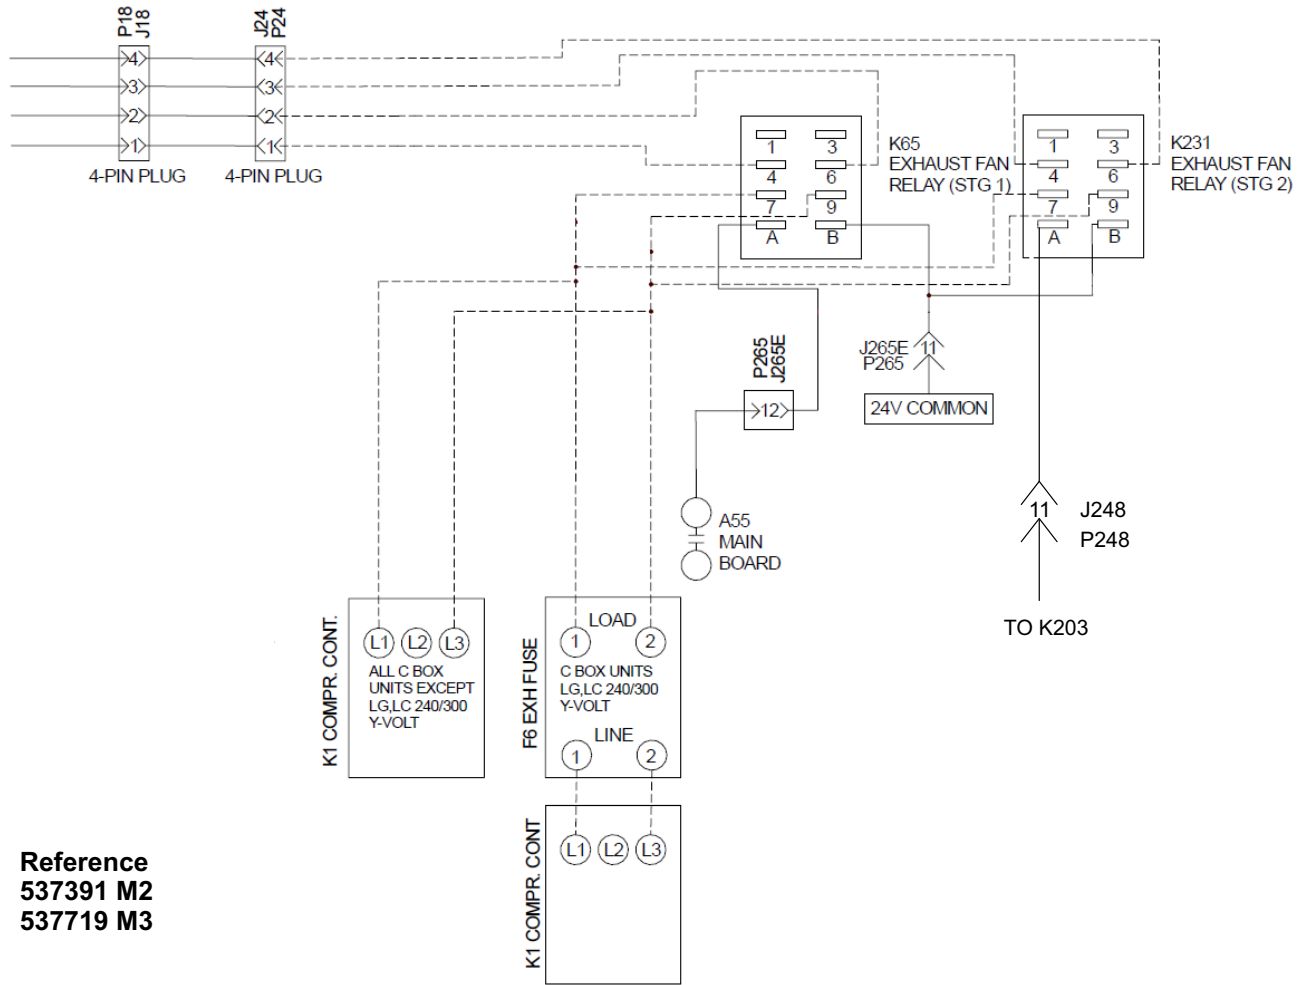 P18
J18
J24
P24
4
3
2
1
4
3
2
1
4-PIN PLUG
4-PIN PLUG
1
3
4
6
7
9
A
B
K65
EXHAUST FAN
RELAY (STG 1)
1
3
4
6
7
9
A
B
K231
EXHAUST FAN
RELAY (STG 2)
P265
J265E
12
J265E
P265
11
24V COMMON
A55
MAIN
BOARD
11
J248
P248
TO K203
K1 COMPR. CONT.
L1 L2 L3
ALL C BOX
UNITS EXCEPT
LG,LC 240/300
Y-VOLT
F6 EXH FUSE
LOAD
1 2
C BOX UNITS
LG,LC 240/300
Y-VOLT
LINE
1 2
K1 COMPR. CONT
L1 L2 L3
Reference
537391 M2
537719 M3